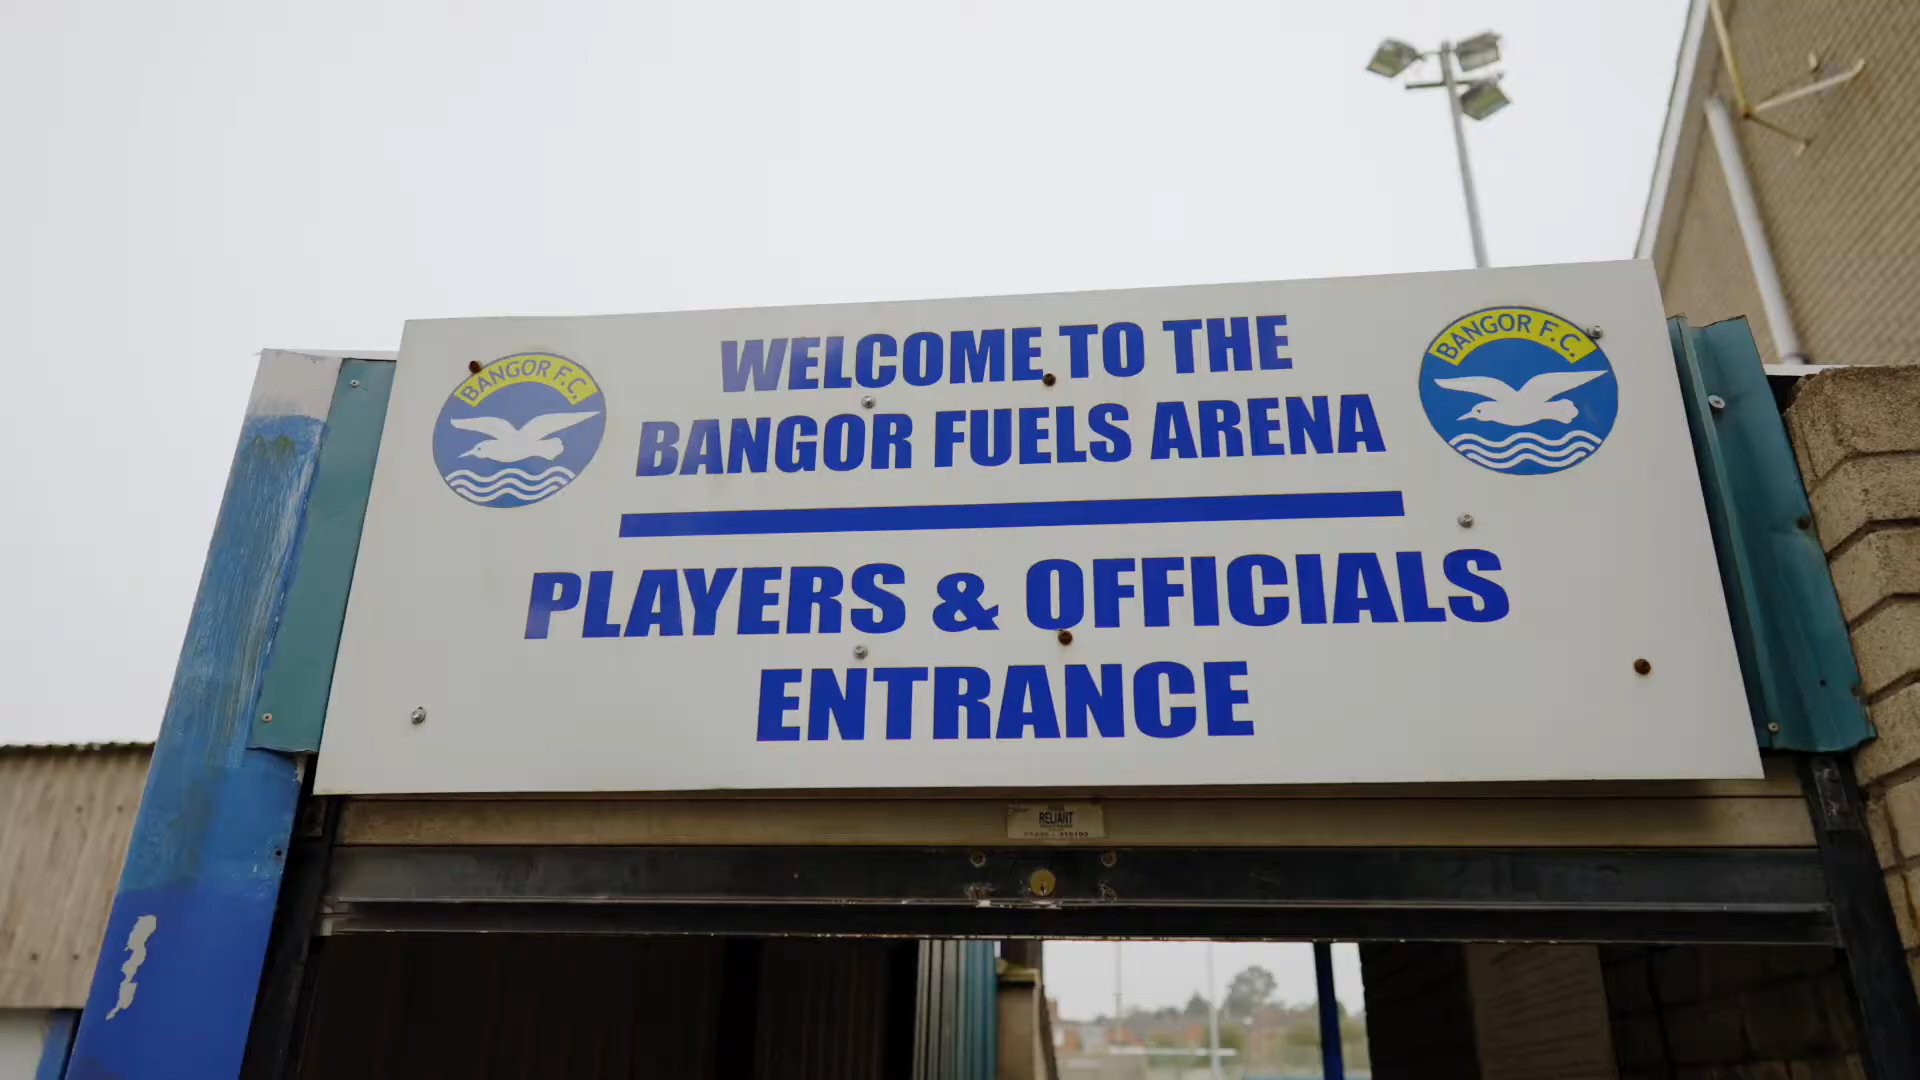 BANGOR F.C.
WELCOME TO THE
BANGOR FUELS ARENA
BANGOR F.C.
PLAYERS & OFFICIALS
ENTRANCE
RELIANT